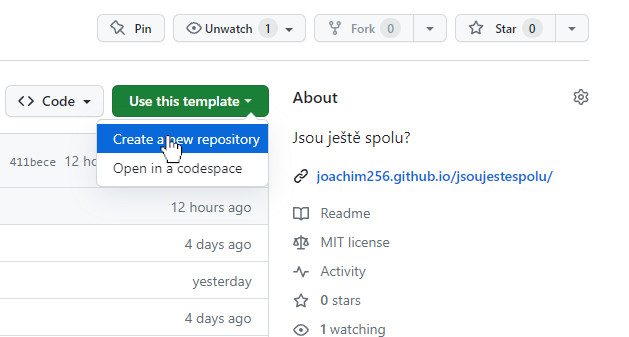 Pin
Unwatch 1
Fork 0
Star 0
Code
Use this template
About
Create a new repository
Open in a codespace
Jsou ještě spolu?
411bece 12 ho
joachim256.github.io/jsoujestespolu/
12 hours ago
Readme
4 days ago
MIT license
yesterday
Activity
4 days ago
0 stars
1 watching